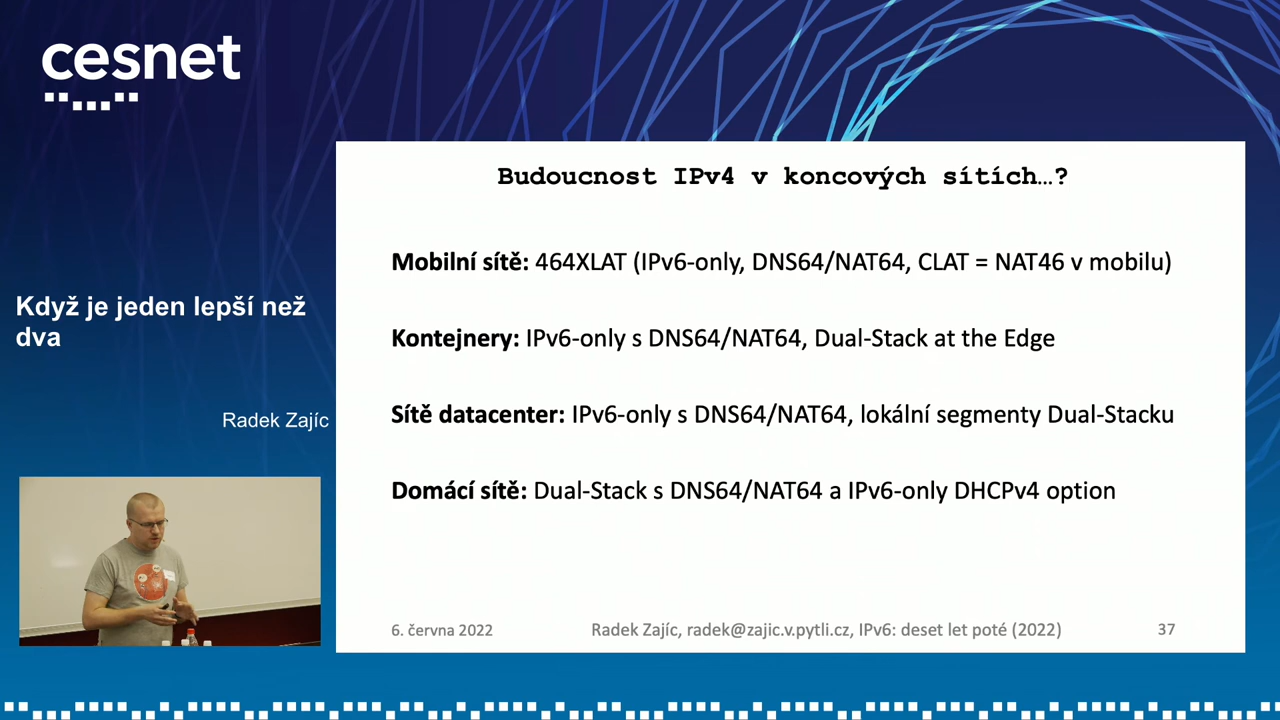 cesnet
Když je jeden lepší než
dva
Radek Zajíc
Budoucnost IPv4 v koncových sítích…?
Mobilní sítě: 464XLAT (IPv6-only, DNS64/NAT64, CLAT = NAT46 v mobilu)
Kontejnery: IPv6-only s DNS64/NAT64, Dual-Stack at the Edge
Sítě datacenter: IPv6-only s DNS64/NAT64, lokální segmenty Dual-Stacku
Domácí sítě: Dual-Stack s DNS64/NAT64 a IPv6-only DHCPv4 option
6. června 2022
Radek Zajíc, radek@zajic.v.pytli.cz, IPv6: deset let poté (2022)
37